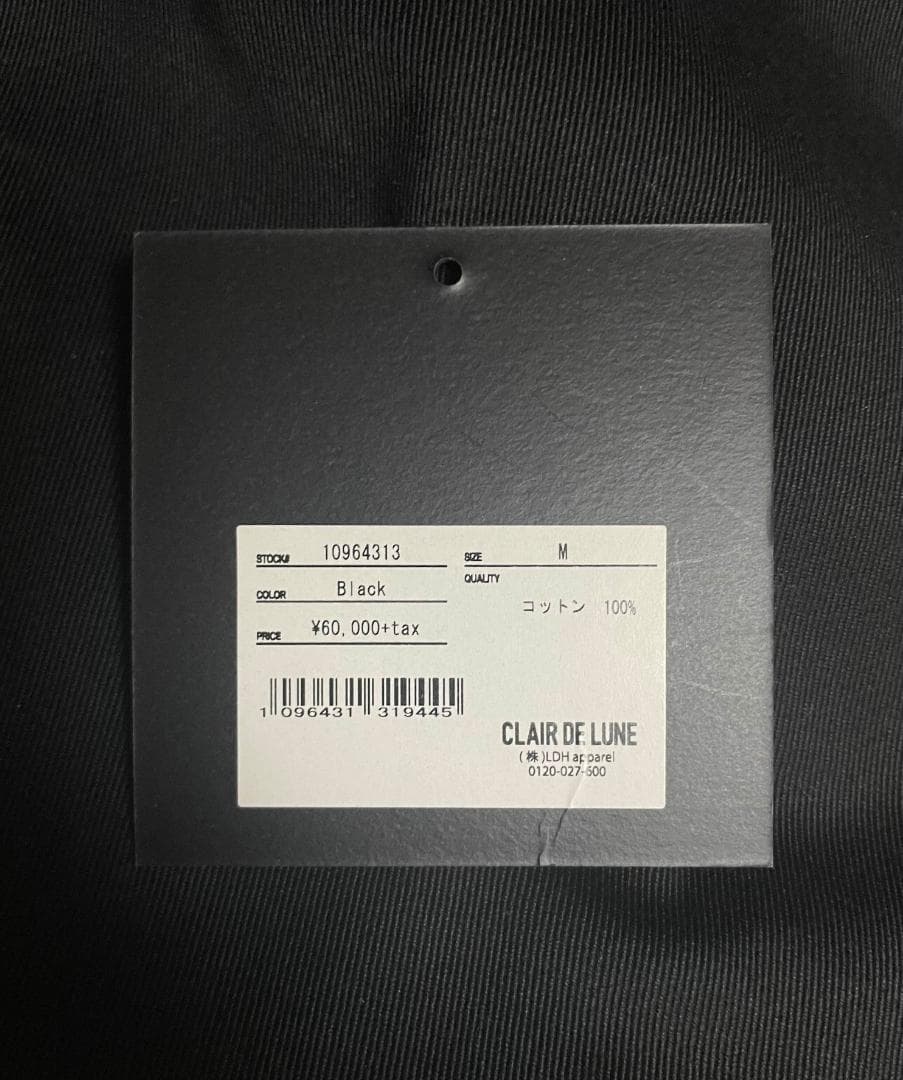 STOCK# 10964313
COLOR Black
PRICE ¥60,000+tax
SIZE M
QUALITY
コットン 100%
1 096431 319445
CLAIR DE LUNE
(株)LDH apparel
0120-027-600